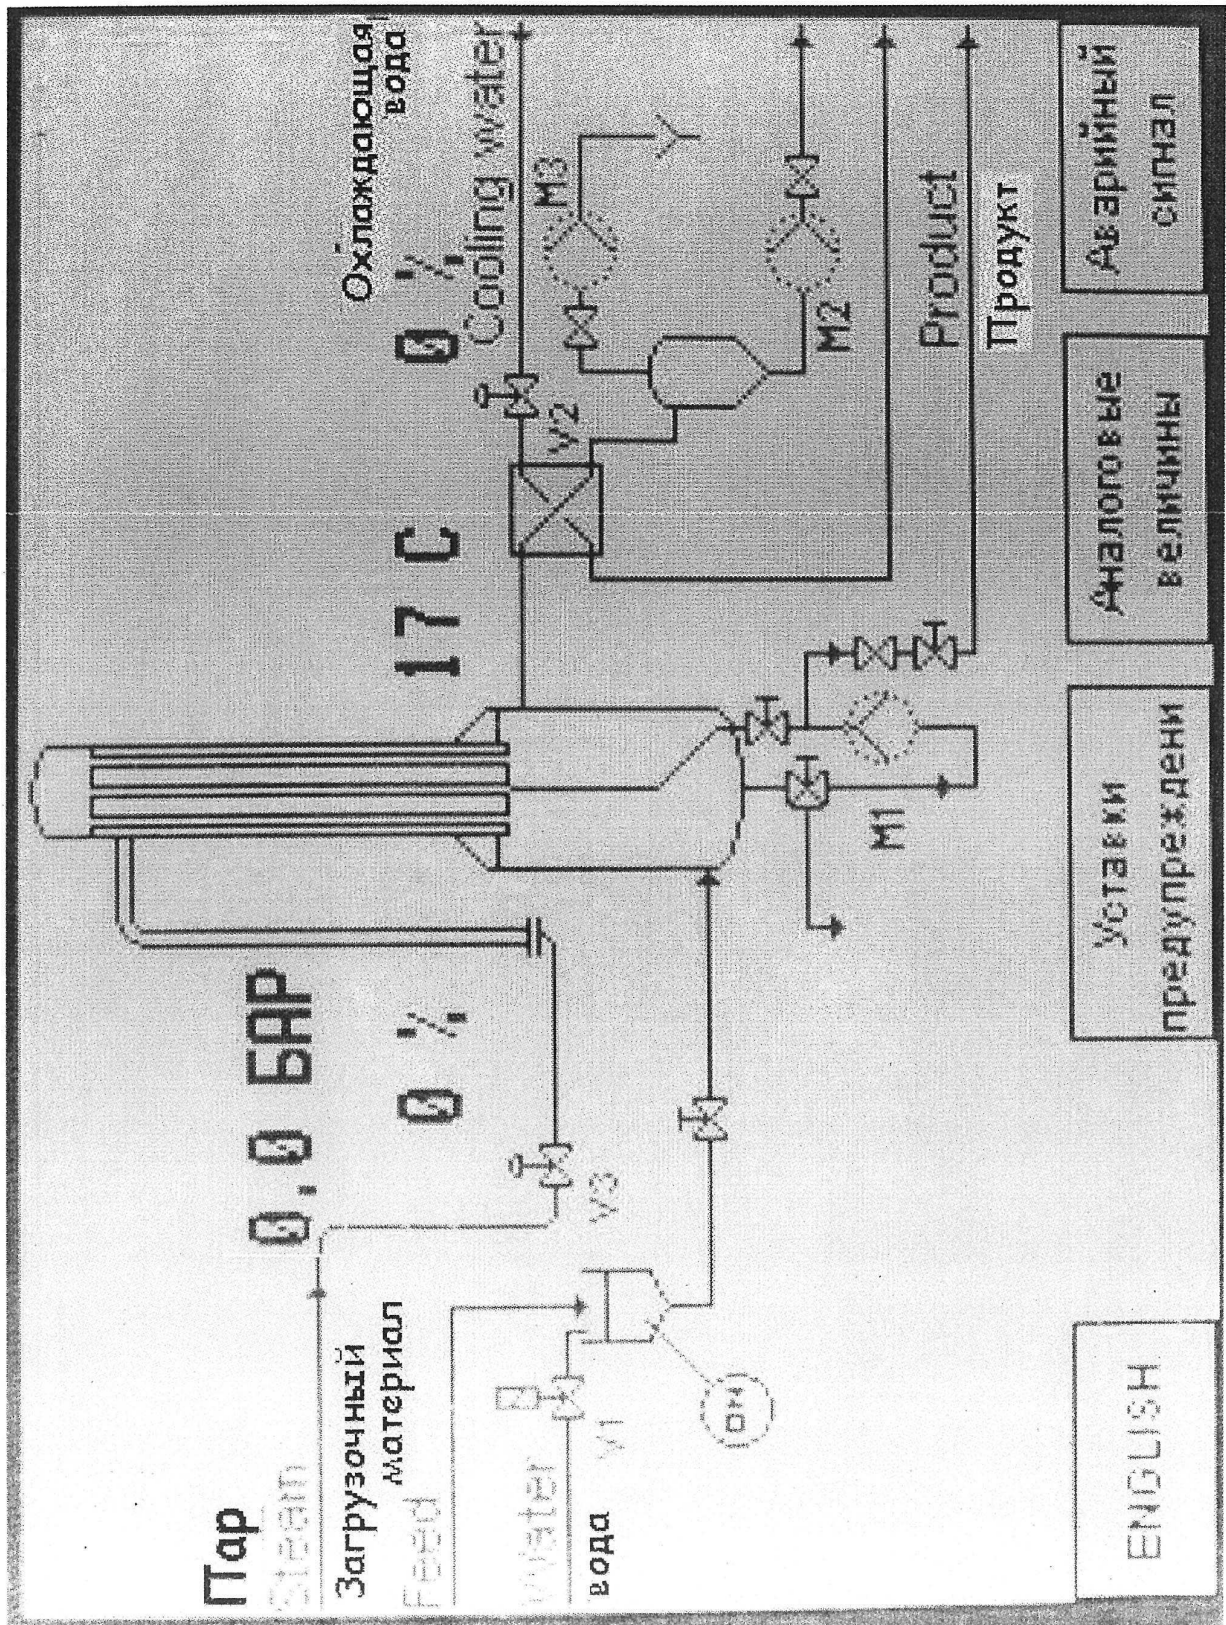 Пар
Steam
0.0 БАР
Загрузочный
материал
Feed
0 %
17 C
0 %
Охлаждающая
вода
Cooling water
Water
вода
V1
V3
V2
M3
ON
M1
M2
Product
Продукт
ENGLISH
Уставки
предупреждени
Аналоговые
величины
Аварийный
сигнал